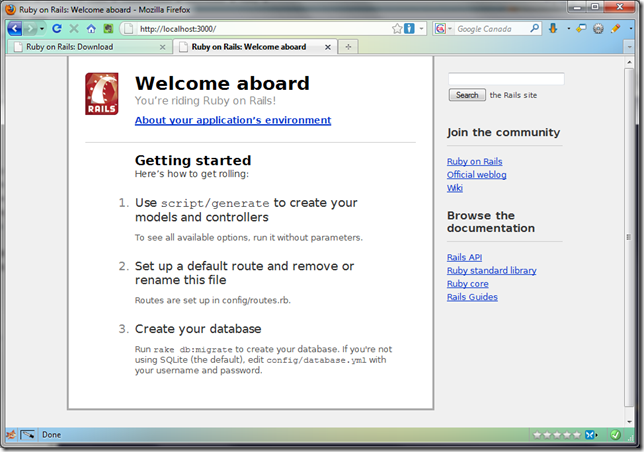 Ruby on Rails: Welcome aboard - Mozilla Firefox
http://localhost:3000/
Google Canada
Ruby on Rails: Download
Ruby on Rails: Welcome aboard
RAILS
Welcome aboard
You're riding Ruby on Rails!
About your application's environment
Getting started
Here's how to get rolling:
1. Use script/generate to create your
models and controllers
To see all available options, run it without parameters.
2. Set up a default route and remove or
rename this file
Routes are set up in config/routes.rb.
3. Create your database
Run rake db:migrate to create your database. If you're not
using SQLite (the default), edit config/database.yml with
your username and password.
Search the Rails site
Join the community
Ruby on Rails
Official weblog
Wiki
Browse the
documentation
Rails API
Ruby standard library
Ruby core
Rails Guides
Done